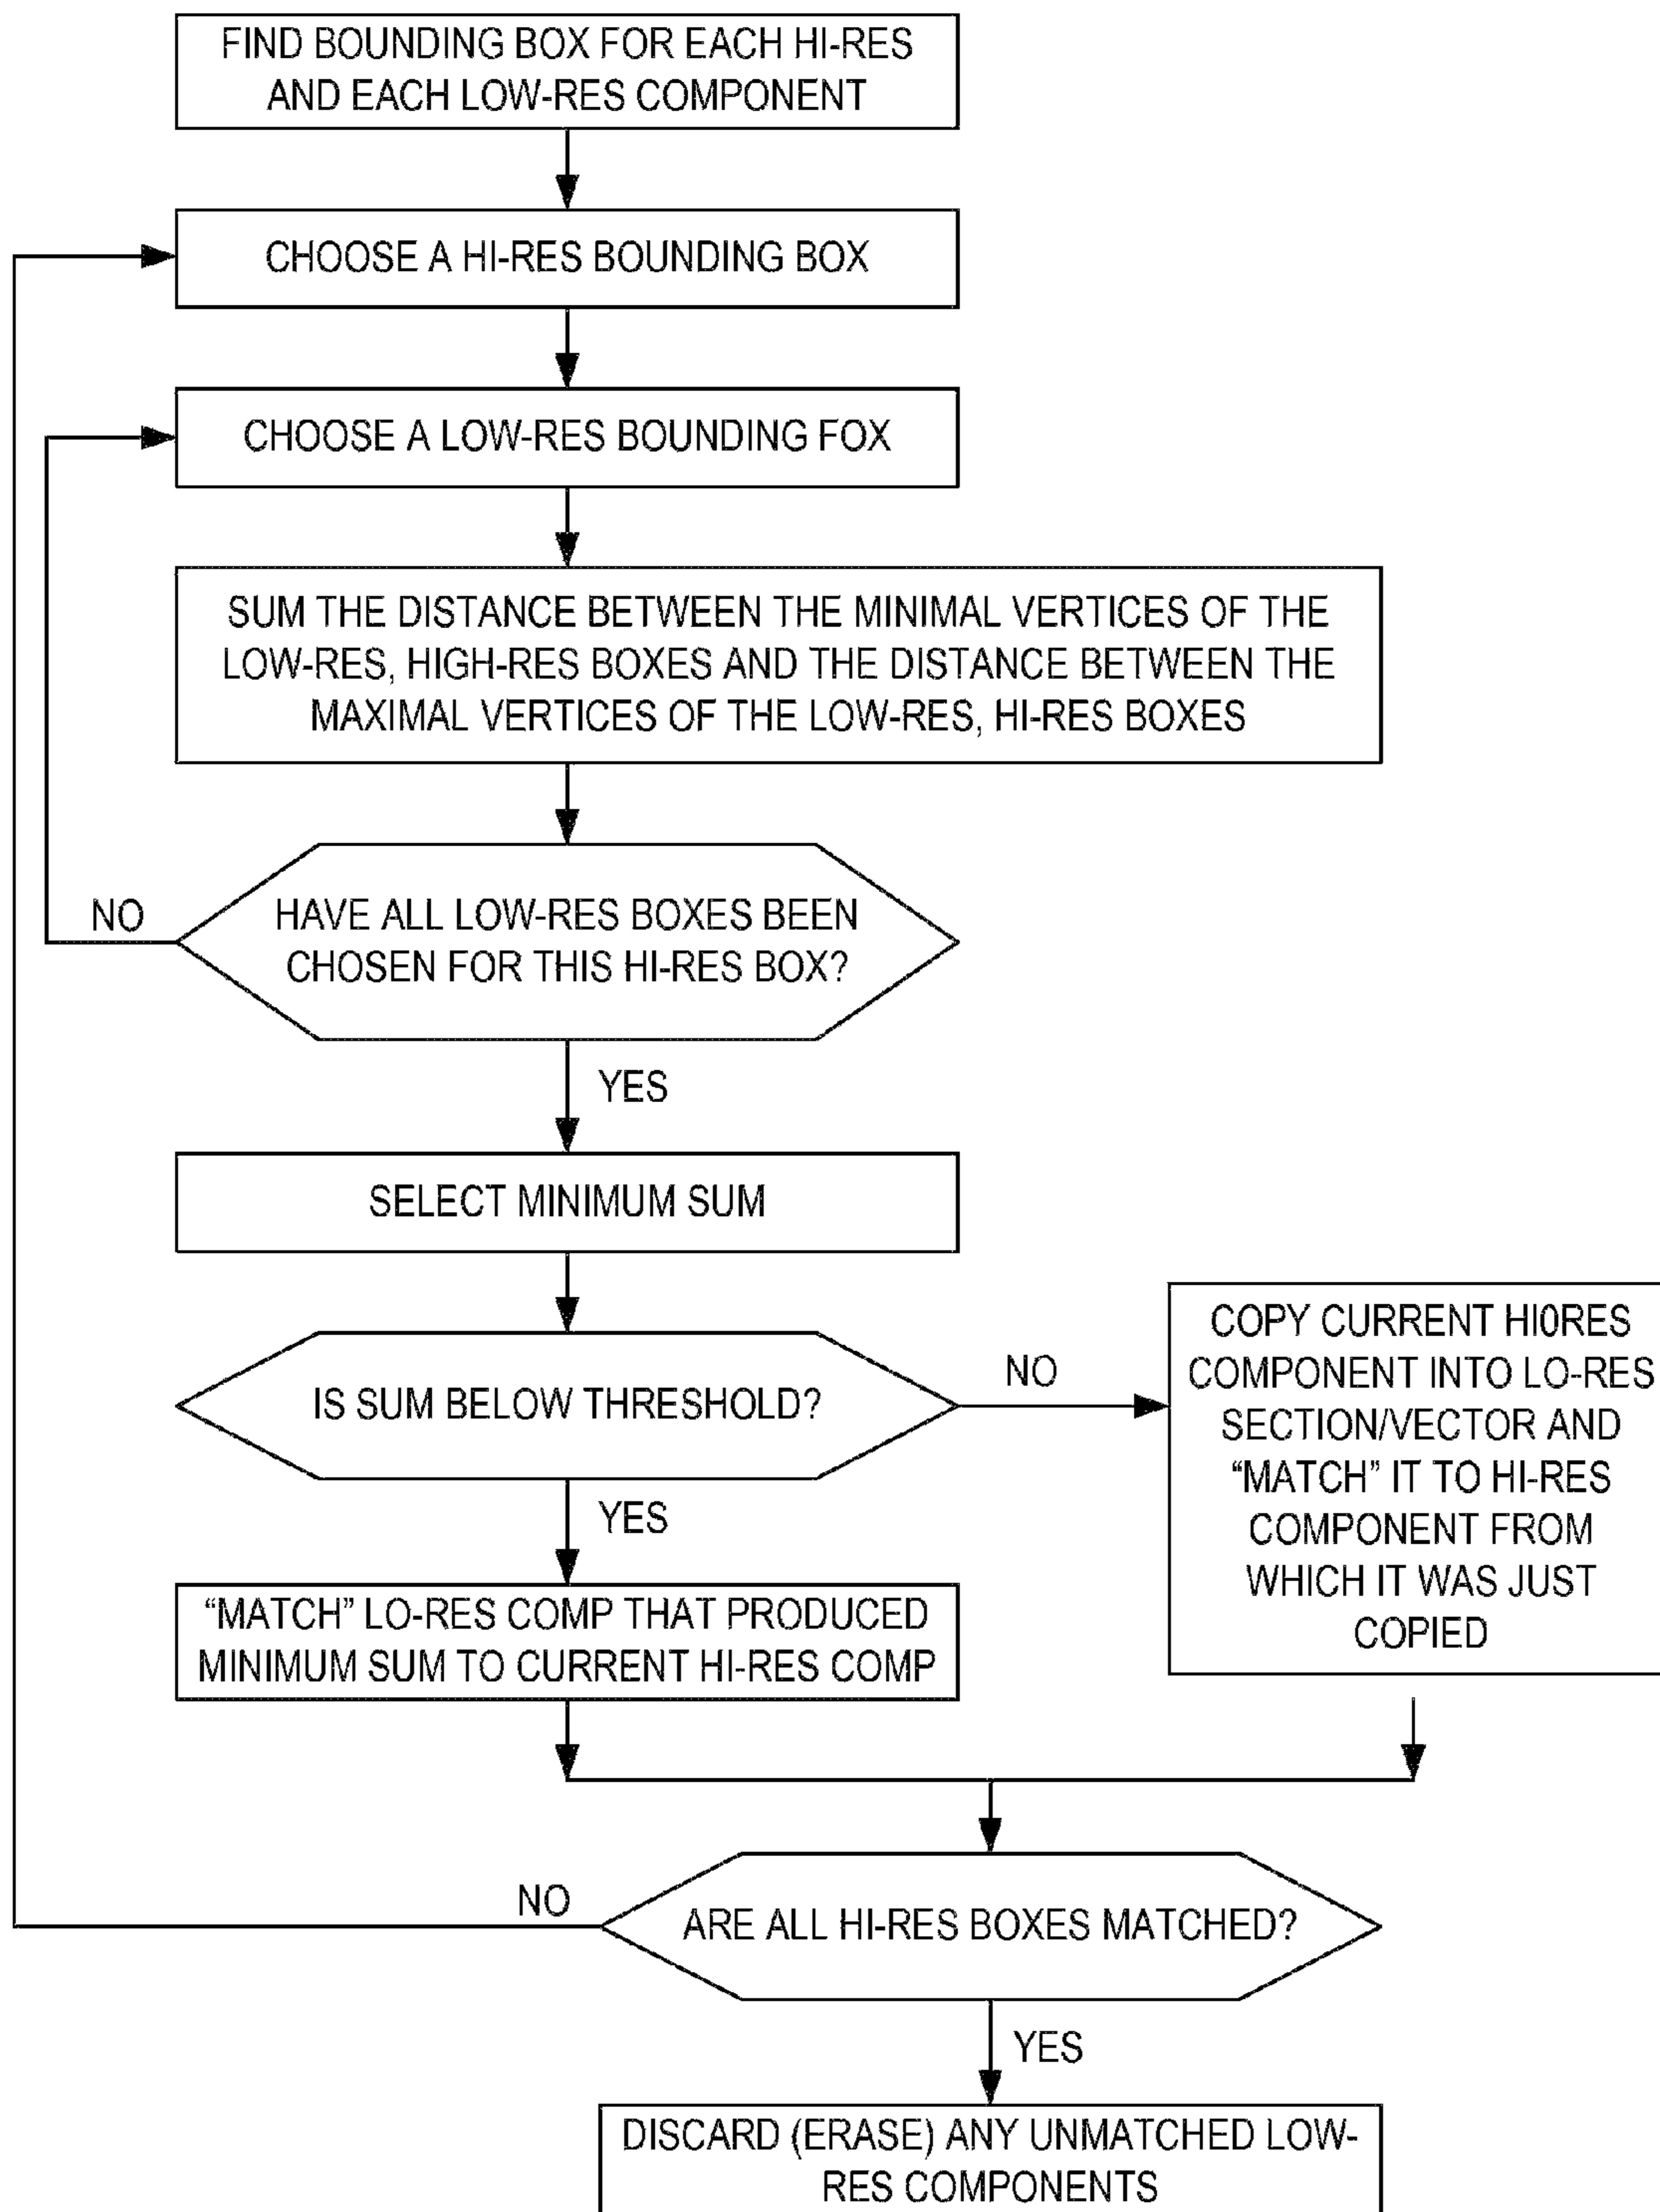 FIND BOUNDING BOX FOR EACH HI-RES
AND EACH LOW-RES COMPONENT
CHOOSE A HI-RES BOUNDING BOX
CHOOSE A LOW-RES BOUNDING FOX
SUM THE DISTANCE BETWEEN THE MINIMAL VERTICES OF THE
LOW-RES, HIGH-RES BOXES AND THE DISTANCE BETWEEN THE
MAXIMAL VERTICES OF THE LOW-RES, HI-RES BOXES
NO
HAVE ALL LOW-RES BOXES BEEN
CHOSEN FOR THIS HI-RES BOX?
YES
SELECT MINIMUM SUM
IS SUM BELOW THRESHOLD?
NO
COPY CURRENT HI0RES
COMPONENT INTO LO-RES
SECTION/VECTOR AND
“MATCH” IT TO HI-RES
COMPONENT FROM
WHICH IT WAS JUST
COPIED
YES
“MATCH” LO-RES COMP THAT PRODUCED
MINIMUM SUM TO CURRENT HI-RES COMP
NO
ARE ALL HI-RES BOXES MATCHED?
YES
DISCARD (ERASE) ANY UNMATCHED LOW-
RES COMPONENTS